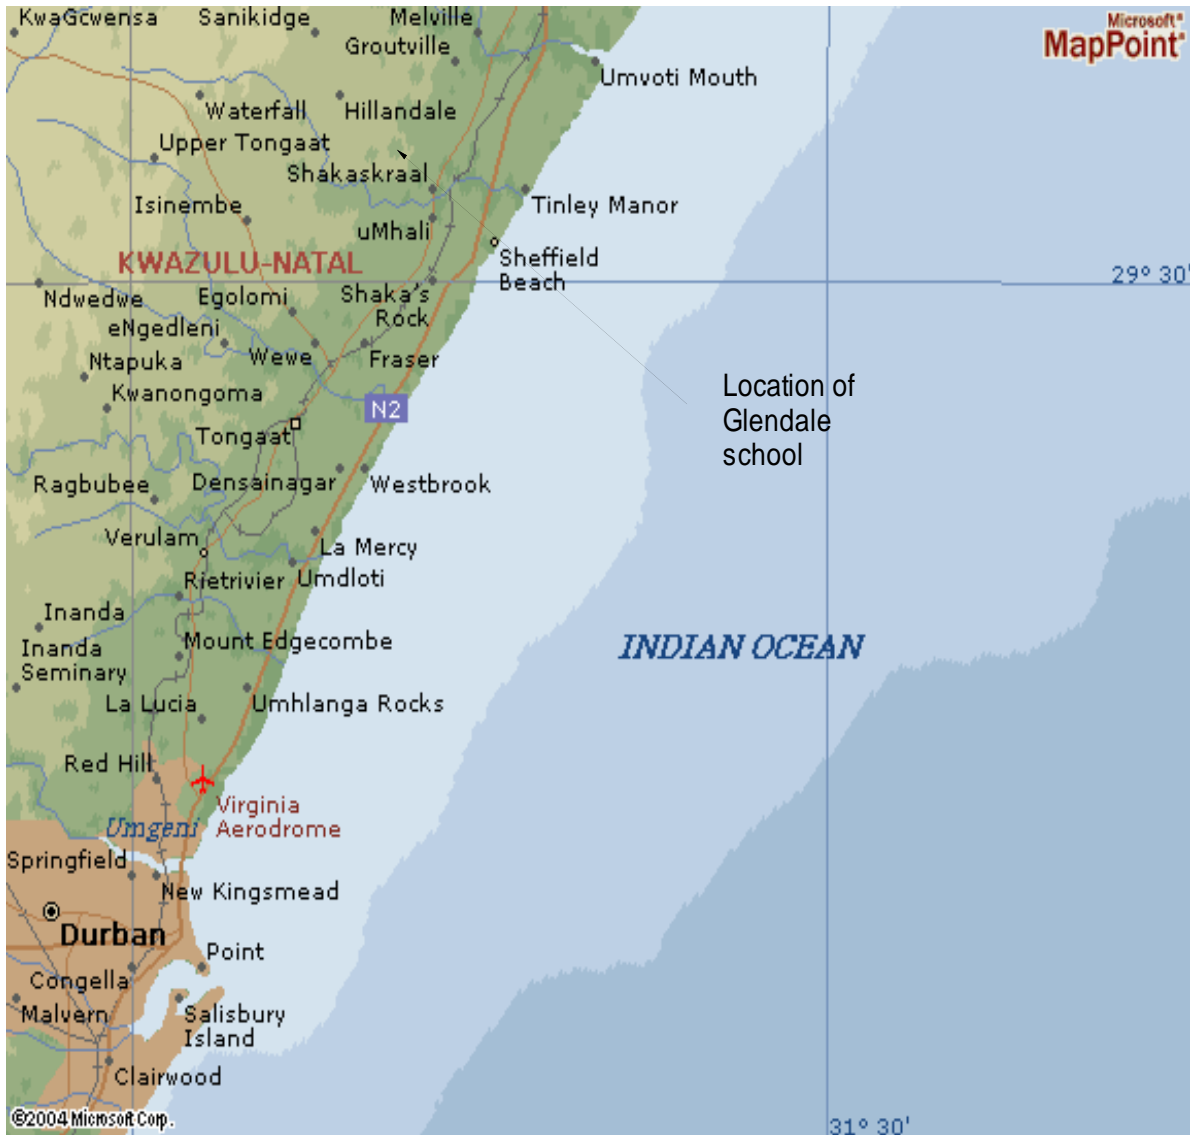 KwaGcwensa
Sanikidge
Melville
Microsoft®
MapPoint®
Groutville
Umvoti Mouth
Waterfall
Hillandale
Upper Tongaat
Shakaskraal
Isinembe
Tinley Manor
uMhali
KWAZULU-NATAL
Sheffield
Beach
29° 30'
Ndwedwe
Egolomi
Shaka's
Rock
eNgedleni
Ntapuka
Wewe
Fraser
Kwanongoma
N2
Location of
Glendale
school
Tongaat
Ragbubee
Densainagar
Westbrook
Verulam
La Mercy
Rietrivier
Umdloti
Inanda
Mount Edgecombe
INDIAN OCEAN
Inanda
Seminary
La Lucia
Umhlanga Rocks
Red Hill
Virginia
Aerodrome
Umgeni
Springfield
New Kingsmead
Durban
Point
Congella
Malvern
Salisbury
Island
Clairwood
©2004 Microsoft Corp.
31° 30'